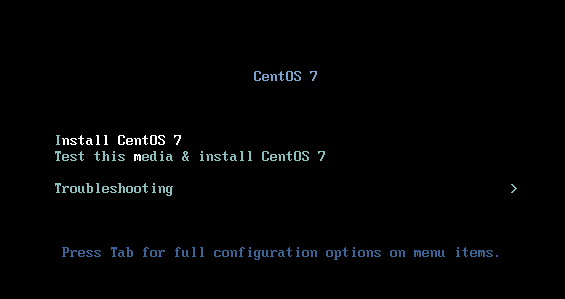 CentOS 7
Install CentOS 7
Test this media & install CentOS 7
Troubleshooting >
Press Tab for full configuration options on menu items.